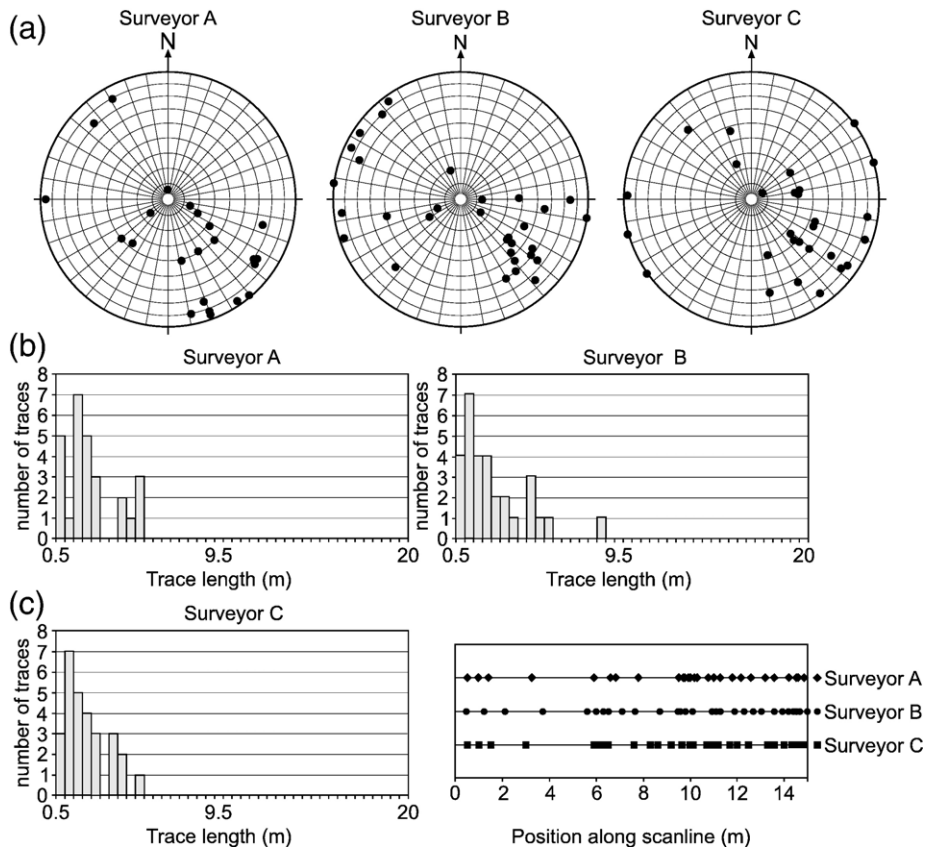 (a)
Surveyor A
Surveyor B
Surveyor C
N
N
N
(b)
Surveyor A
number of traces
8
7
6
5
4
3
2
1
0
0.5
9.5
20
Trace length (m)
Surveyor B
number of traces
8
7
6
5
4
3
2
1
0
0.5
9.5
20
Trace length (m)
(c)
Surveyor C
number of traces
8
7
6
5
4
3
2
1
0
0.5
9.5
20
Trace length (m)
Surveyor A
Surveyor B
Surveyor C
0 2 4 6 8 10 12 14
Position along scanline (m)